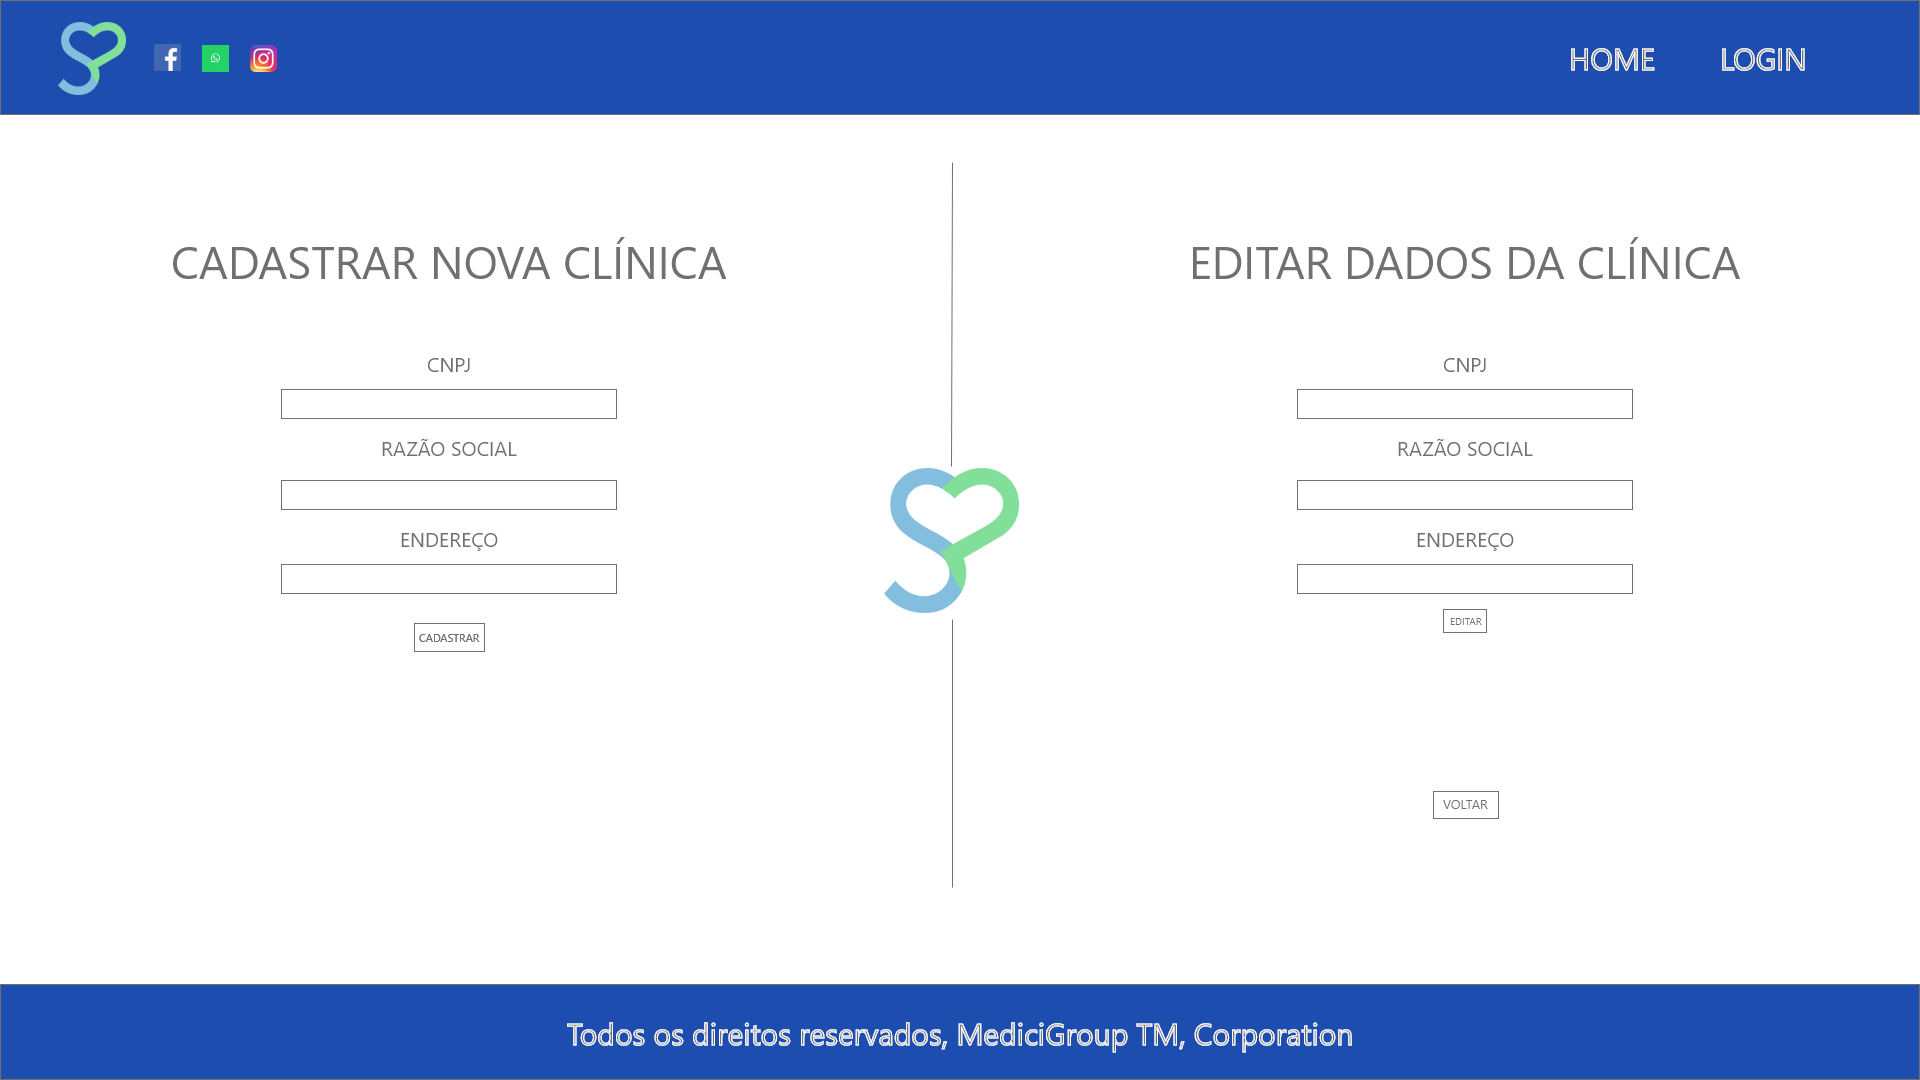 HOME
LOGIN
CADASTRAR NOVA CLÍNICA
CNPJ
RAZÃO SOCIAL
ENDEREÇO
CADASTRAR
EDITAR DADOS DA CLÍNICA
CNPJ
RAZÃO SOCIAL
ENDEREÇO
EDITAR
VOLTAR
Todos os direitos reservados, MediciGroup TM, Corporation